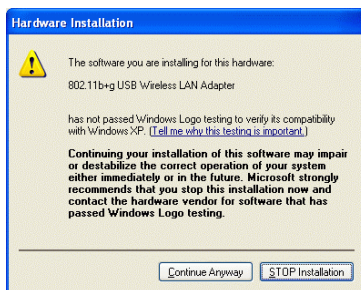 Hardware Installation
The software you are installing for this hardware:
802.11b+g USB Wireless LAN Adapter
has not passed Windows Logo testing to verify its compatibility
with Windows XP. (Tell me why this testing is important.)
Continuing your installation of this software may impair
or destabilize the correct operation of your system
either immediately or in the future. Microsoft strongly
recommends that you stop this installation now and
contact the hardware vendor for software that has
passed Windows Logo testing.
Continue Anyway
STOP Installation